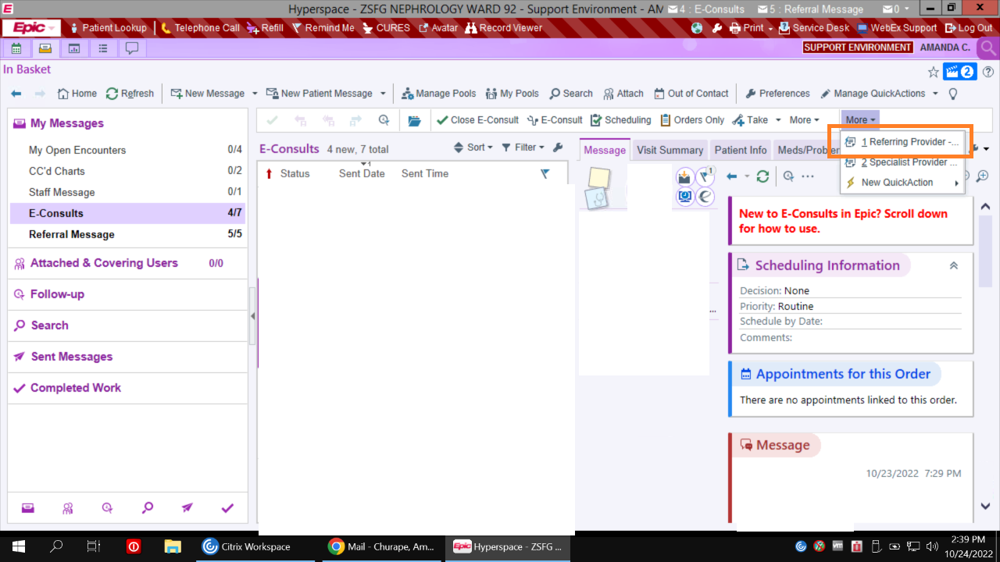 Hyperspace - ZSFG NEPHROLOGY WARD 92 - Support Environment - AM
4 : E-Consults 5 : Referral Message 0
Epic Patient Lookup Telephone Call Refill Remind Me CURES Avatar Record Viewer Print Service Desk WebEx Support Log Out
SUPPORT ENVIRONMENT AMANDA C.
In Basket
2
Home Refresh New Message New Patient Message Manage Pools My Pools Search Attach Out of Contact Preferences Manage QuickActions
My Messages
My Open Encounters 0/4
CC'd Charts 0/2
Staff Message 0/1
E-Consults 4/7
Referral Message 5/5
Attached & Covering Users 0/0
Follow-up
Search
Sent Messages
Completed Work
Close E-Consult E-Consult Scheduling Orders Only Take More More
1 Referring Provider -...
2 Specialist Provider ...
New QuickAction
E-Consults 4 new, 7 total Sort Filter
Status Sent Date Sent Time
1
Message Visit Summary Patient Info Meds/Problem
1
...
New to E-Consults in Epic? Scroll down
for how to use.
Scheduling Information
Decision: None
Priority: Routine
Schedule by Date:
Comments:
Appointments for this Order
There are no appointments linked to this order.
Message
10/23/2022 7:29 PM
Citrix Workspace
Mail - Churape, Am...
Epic Hyperspace - ZSFG ...
2:39 PM
10/24/2022